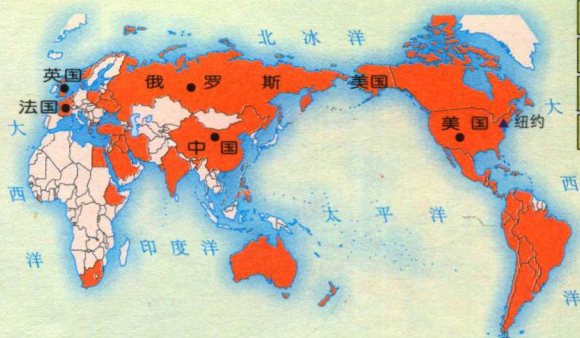 北 冰 洋
洋
英国
俄 罗 斯
美国
法国
大
美 国
纽约
大
中 国
西
太 平 洋
西
印 度 洋
洋
洋